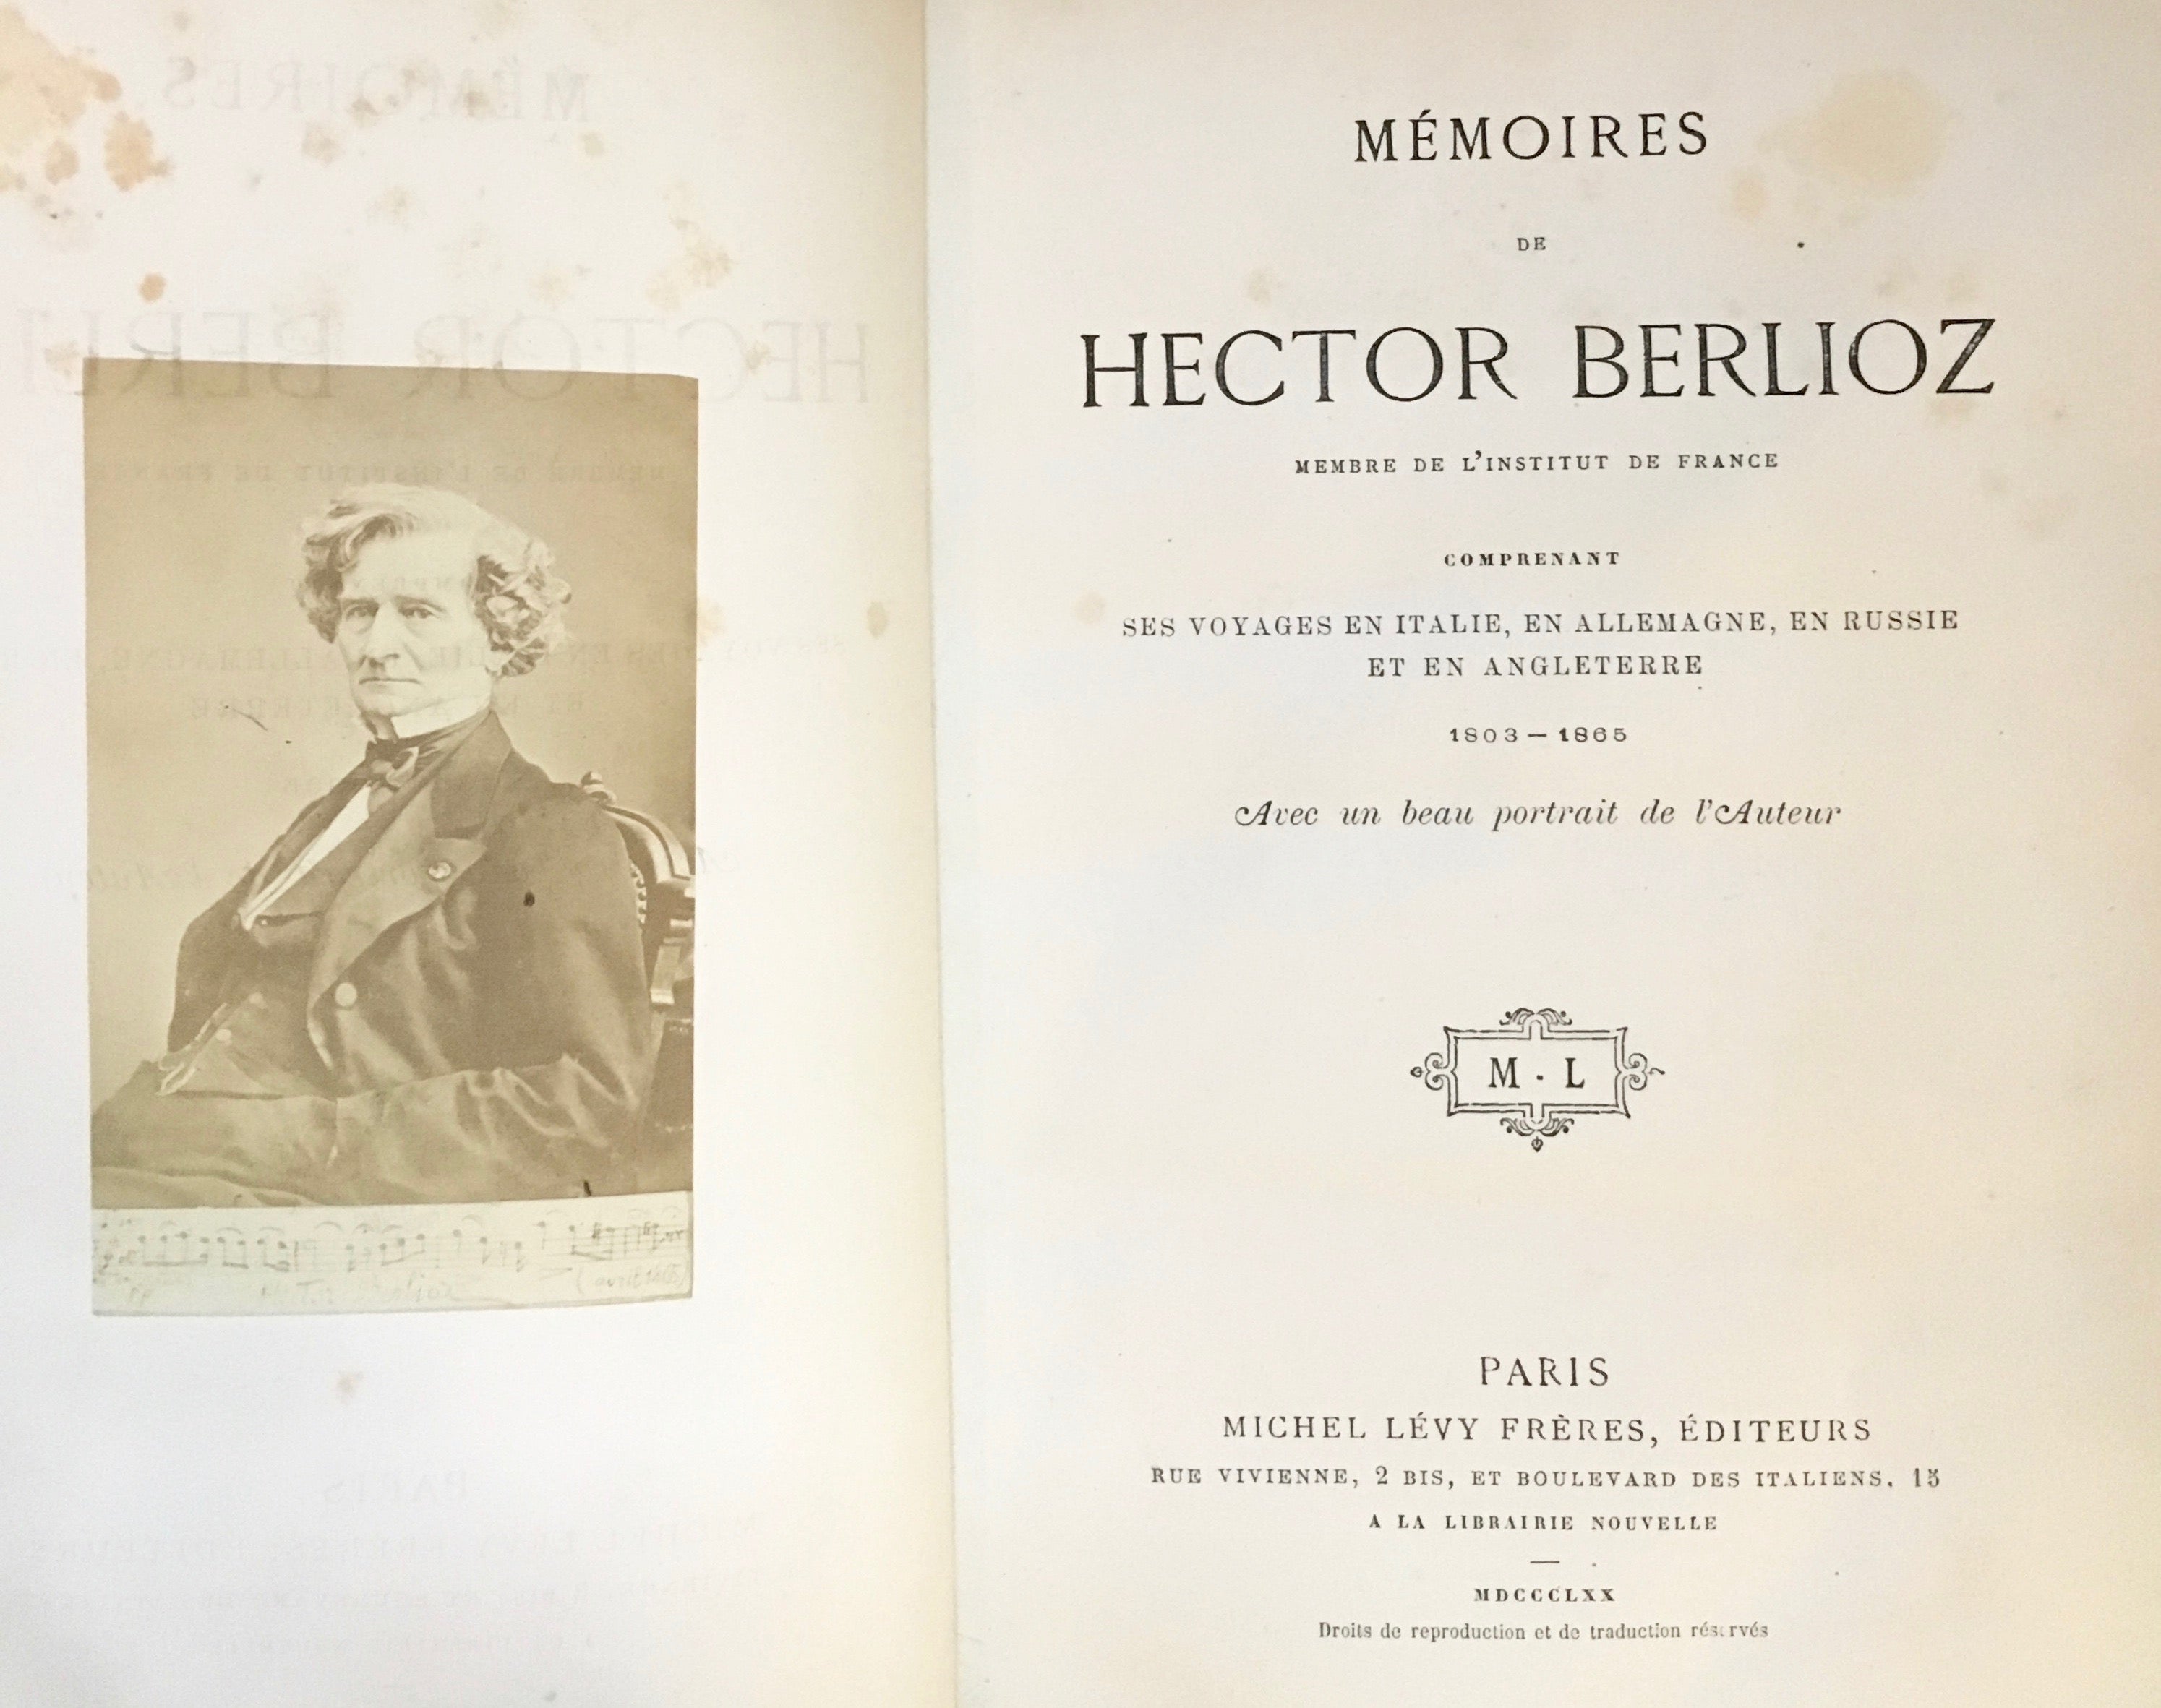 MÉMOIRES
DE
HECTOR BERLIOZ
MEMBRE DE L'INSTITUT DE FRANCE
COMPRENANT
SES VOYAGES EN ITALIE, EN ALLEMAGNE, EN RUSSIE
ET EN ANGLETERRE
1803 — 1865
Avec un beau portrait de l'Auteur
M · L
PARIS
MICHEL LÉVY FRÈRES, ÉDITEURS
RUE VIVIENNE, 2 BIS, ET BOULEVARD DES ITALIENS, 15
A LA LIBRAIRIE NOUVELLE
MDCCCLXX
Droits de reproduction et de traduction réservés